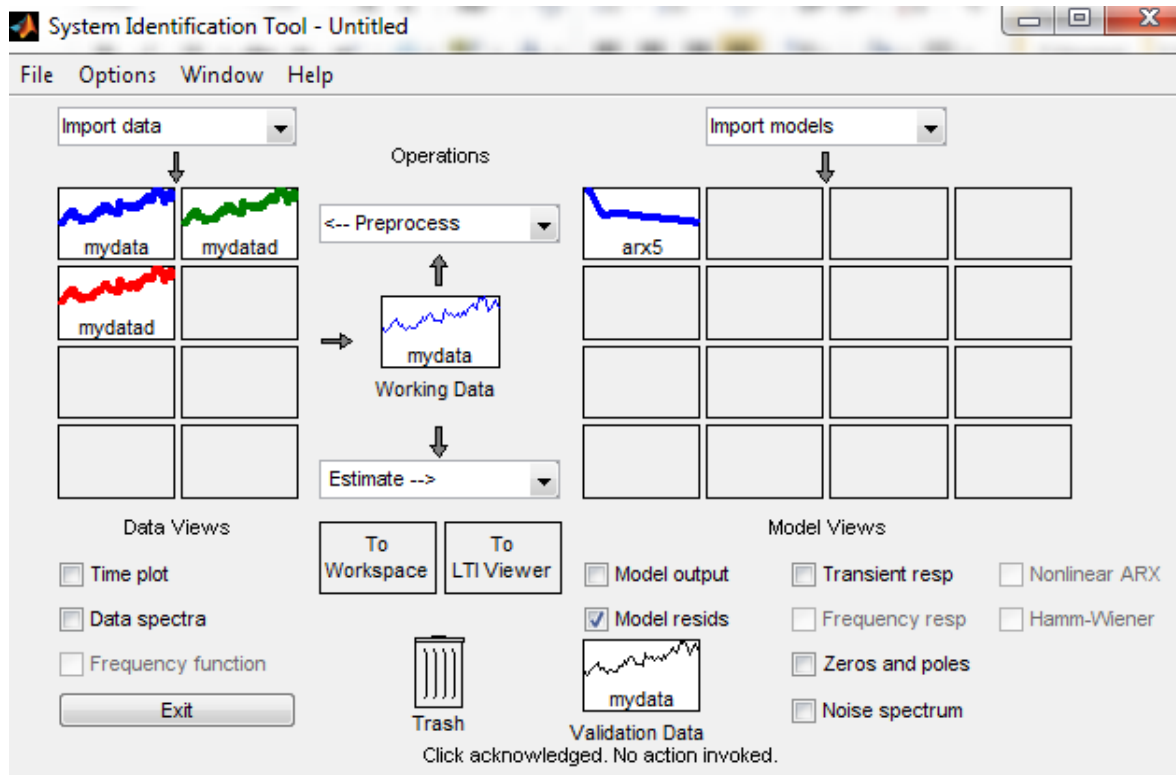 System Identification Tool - Untitled
File Options Window Help
Import data
Import models
Operations
mydata
mydatad
<-- Preprocess
arx5
mydatad
mydata
Working Data
Estimate -->
Data Views
Model Views
To
Workspace
To
LTI Viewer
Time plot
Model output
Transient resp
Nonlinear ARX
Data spectra
Model resids
Frequency resp
Hamm-Wiener
Frequency function
Zeros and poles
mydata
Exit
Noise spectrum
Trash
Validation Data
Click acknowledged. No action invoked.